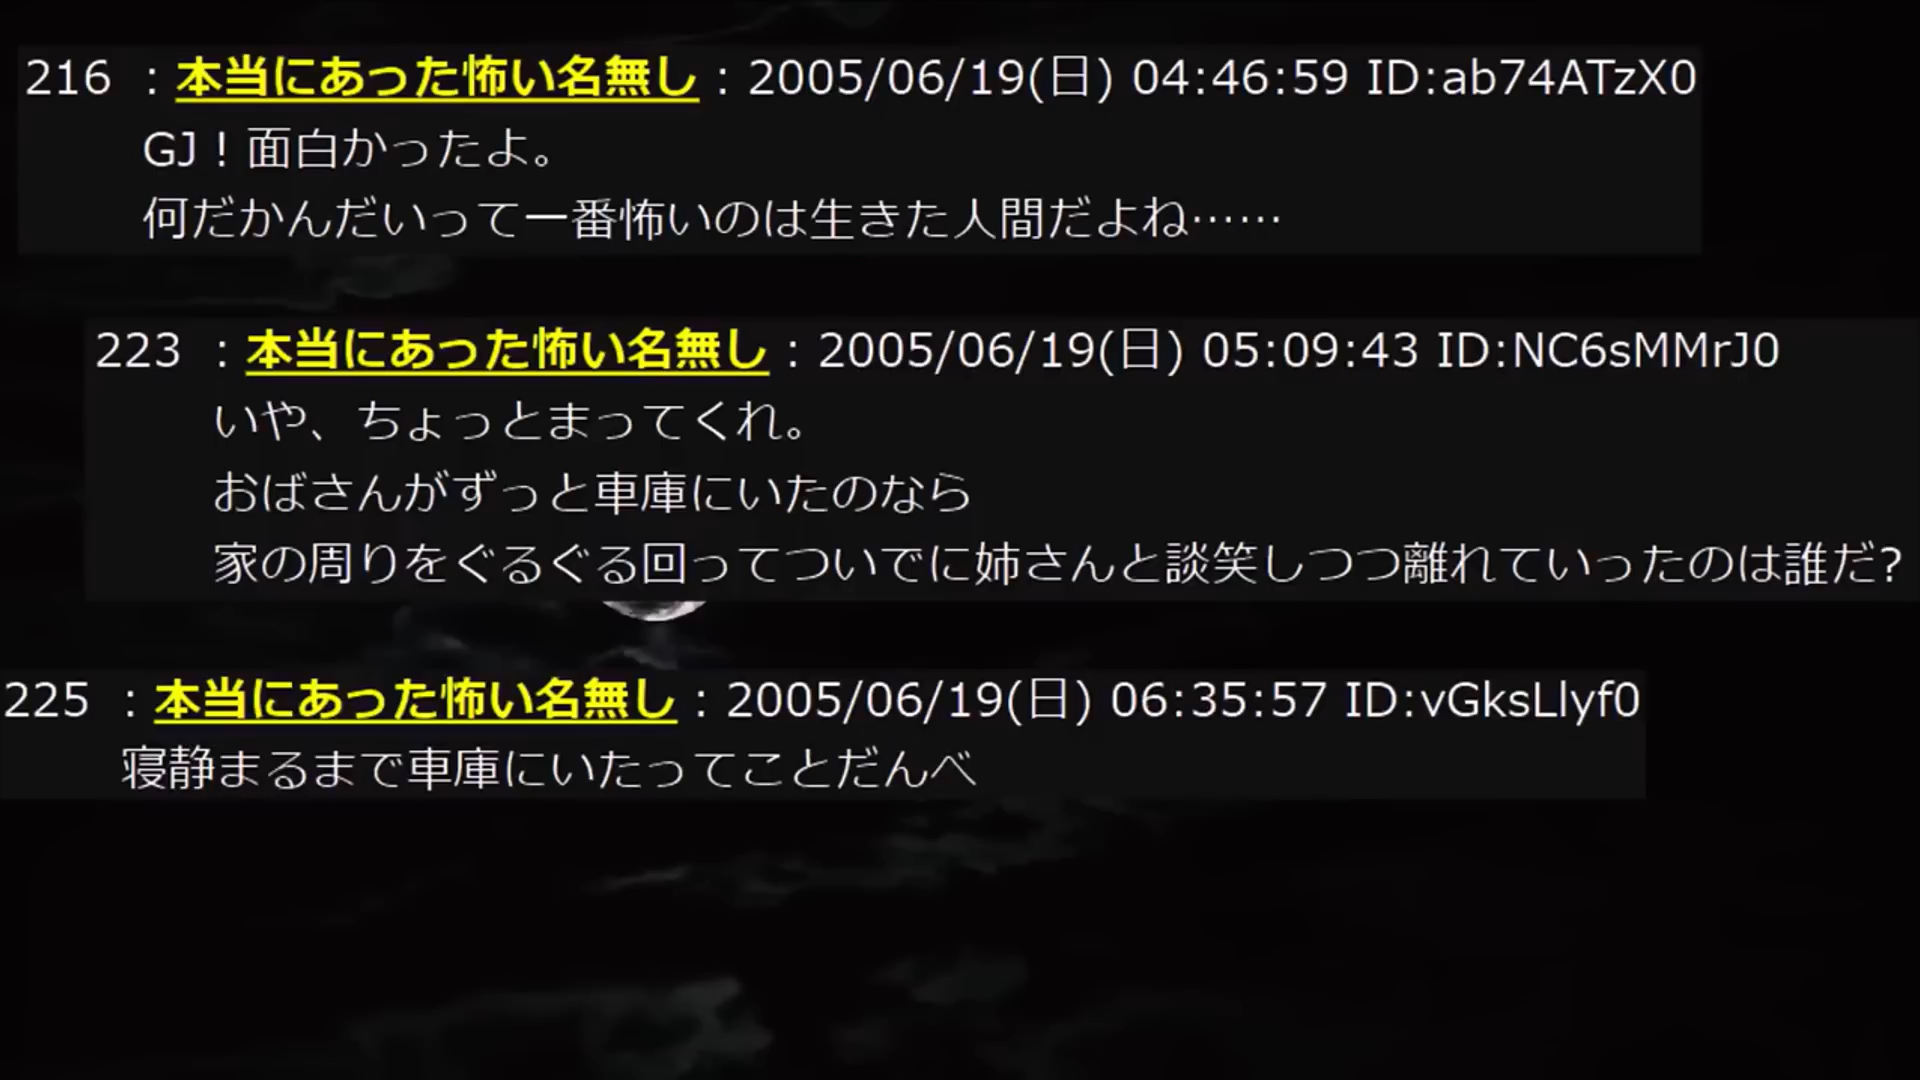 216 ：本当にあった怖い名無し：2005/06/19(日) 04:46:59 ID:ab74ATzX0
GJ！面白かったよ。
何だかんだいって一番怖いのは生きた人間だよね……
223 ：本当にあった怖い名無し：2005/06/19(日) 05:09:43 ID:NC6sMMrJ0
いや、ちょっとまってくれ。
おばさんがずっと車庫にいたのなら
家の周りをぐるぐる回ってついでに姉さんと談笑しつつ離れていったのは誰だ?
225 ：本当にあった怖い名無し：2005/06/19(日) 06:35:57 ID:vGksLlyf0
寝静まるまで車庫にいたってことだんべ